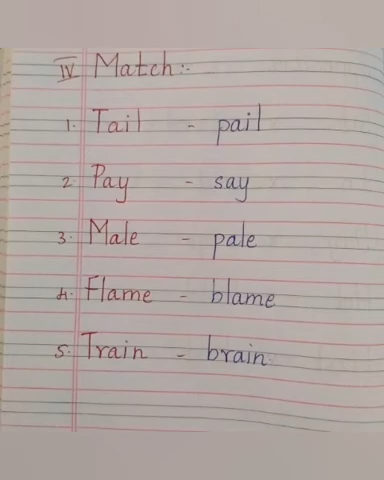 IV Match:-
1. Tail - pail
2. Pay - say
3. Male - pale
4. Flame - blame
5. Train - brain